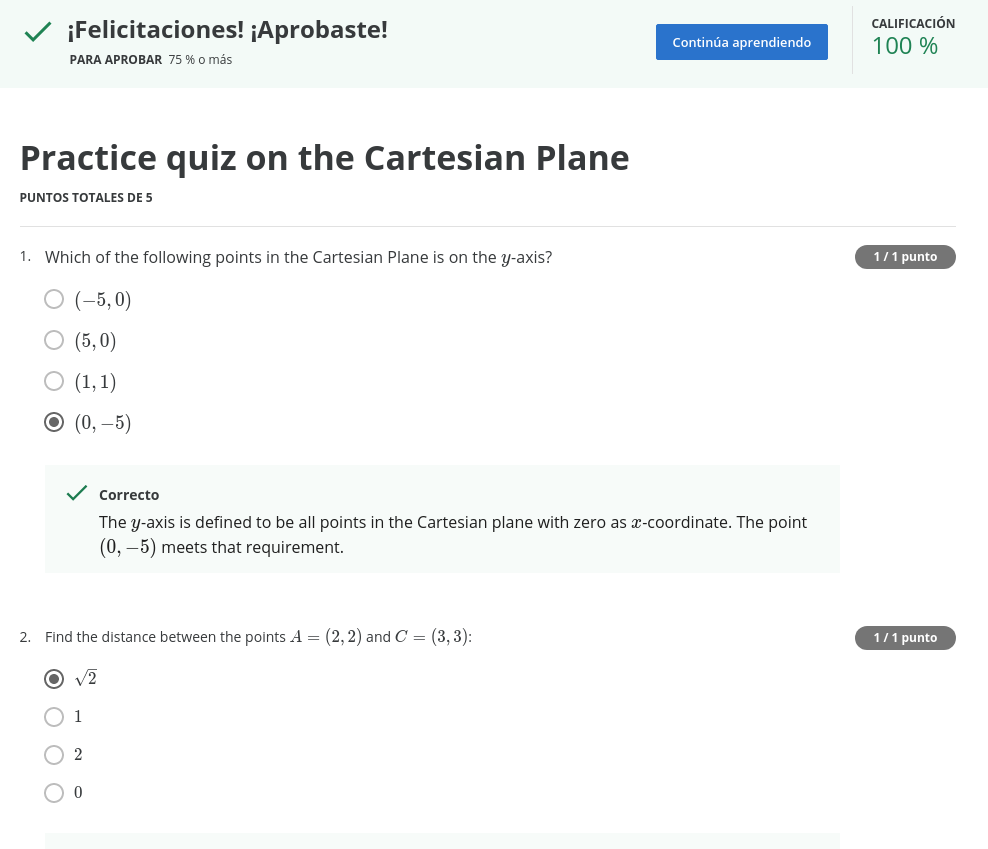 ¡Felicitaciones! ¡Aprobaste!
PARA APROBAR 75 % o más
Continúa aprendiendo
CALIFICACIÓN
100 %
Practice quiz on the Cartesian Plane
PUNTOS TOTALES DE 5
1. Which of the following points in the Cartesian Plane is on the y-axis?
1 / 1 punto
(−5, 0)
(5, 0)
(1, 1)
(0, −5)
Correcto
The y-axis is defined to be all points in the Cartesian plane with zero as x-coordinate. The point
(0, −5) meets that requirement.
2. Find the distance between the points A = (2, 2) and C = (3, 3):
1 / 1 punto
√2
1
2
0